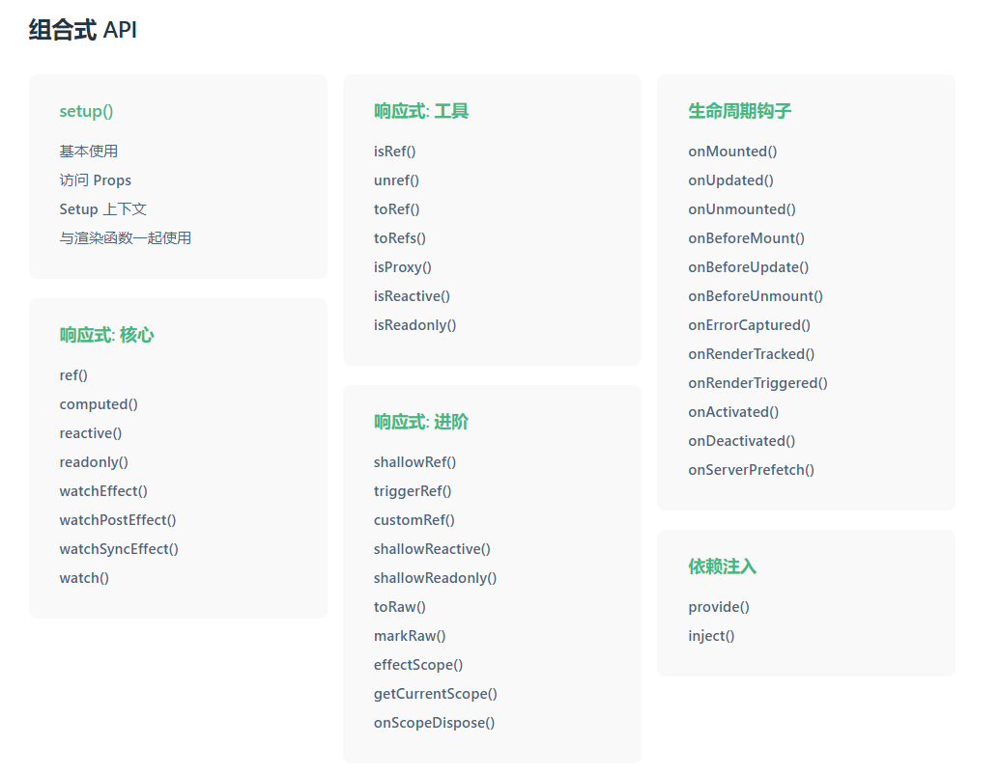 组合式 API
setup()
基本使用
访问 Props
Setup 上下文
与渲染函数一起使用
响应式: 核心
ref()
computed()
reactive()
readonly()
watchEffect()
watchPostEffect()
watchSyncEffect()
watch()
响应式: 工具
isRef()
unref()
toRef()
toRefs()
isProxy()
isReactive()
isReadonly()
响应式: 进阶
shallowRef()
triggerRef()
customRef()
shallowReactive()
shallowReadonly()
toRaw()
markRaw()
effectScope()
getCurrentScope()
onScopeDispose()
生命周期钩子
onMounted()
onUpdated()
onUnmounted()
onBeforeMount()
onBeforeUpdate()
onBeforeUnmount()
onErrorCaptured()
onRenderTracked()
onRenderTriggered()
onActivated()
onDeactivated()
onServerPrefetch()
依赖注入
provide()
inject()